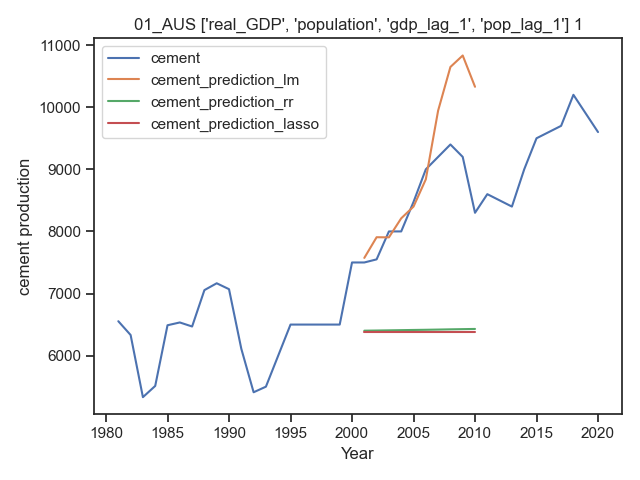 01_AUS ['real_GDP', 'population', 'gdp_lag_1', 'pop_lag_1'] 1
11000
10000
9000
8000
7000
6000
cement production
cement
cement_prediction_lm
cement_prediction_rr
cement_prediction_lasso
1980 1985 1990 1995 2000 2005 2010 2015 2020
Year